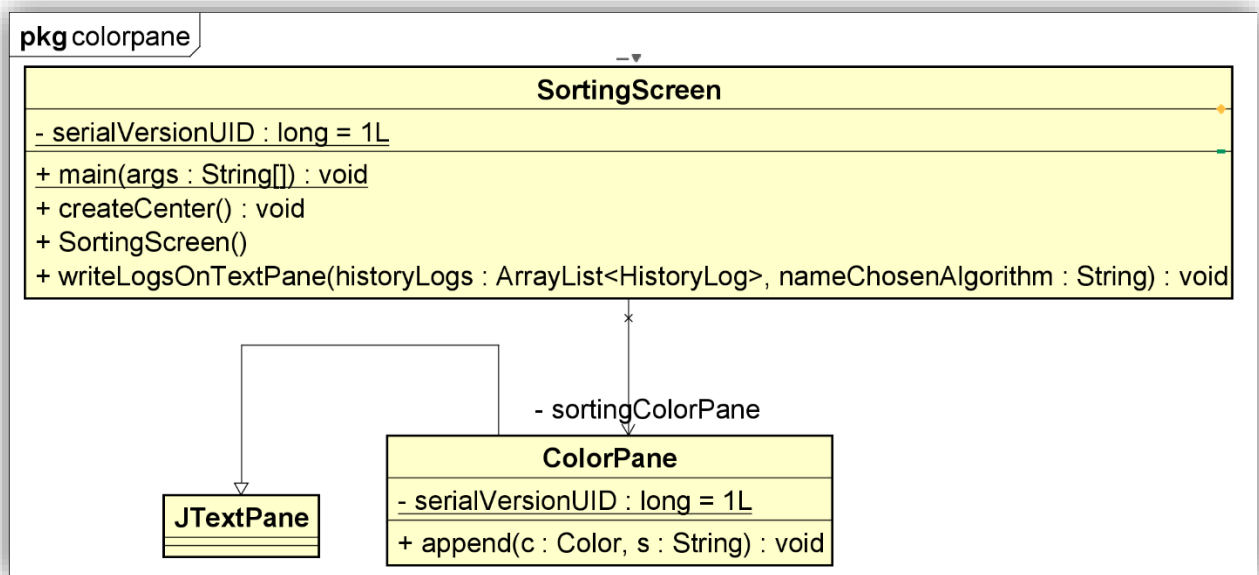 pkg colorpane
SortingScreen
- serialVersionUID : long = 1L
+ main(args : String[]) : void
+ createCenter() : void
+ SortingScreen()
+ writeLogsOnTextPane(historyLogs : ArrayList<HistoryLog>, nameChosenAlgorithm : String) : void
- sortingColorPane
ColorPane
- serialVersionUID : long = 1L
+ append(c : Color, s : String) : void
JTextPane